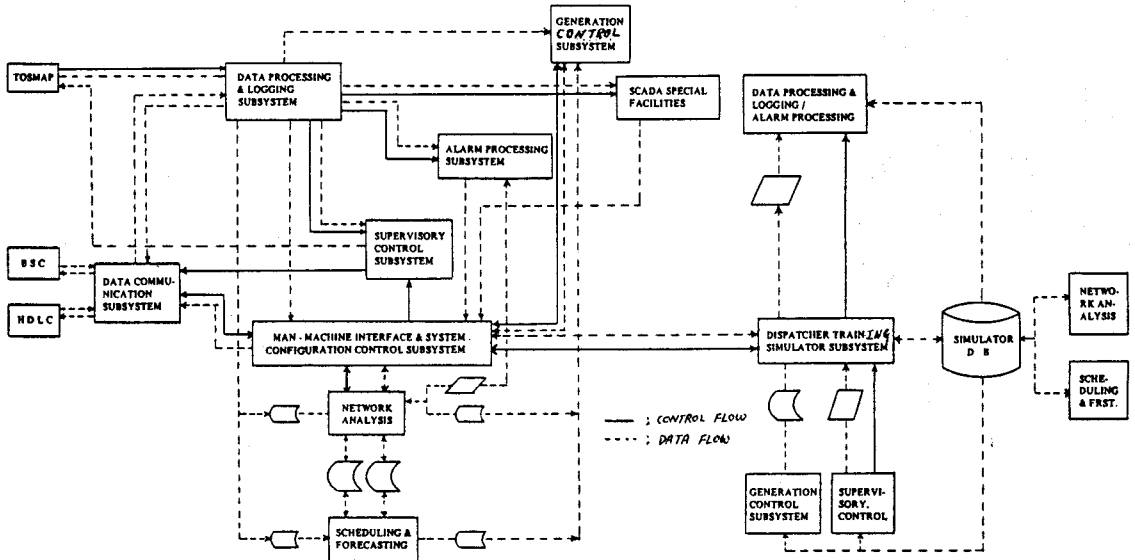 GENERATION
CONTROL
SUBSYSTEM
TOSMAP
DATA PROCESSING
& LOGGING
SUBSYSTEM
SCADA SPECIAL
FACILITIES
DATA PROCESSING &
LOGGING /
ALARM PROCESSING
ALARM PROCESSING
SUBSYSTEM
SUPERVISORY
CONTROL
SUBSYSTEM
BSC
DATA COMMU-
NICATION
SUBSYSTEM
HDLC
MAN - MACHINE INTERFACE & SYSTEM
CONFIGURATION CONTROL SUBSYSTEM
DISPATCHER TRAINING
SIMULATOR SUBSYSTEM
SIMULATOR
D B
NETWO-
RK AN-
ALYSIS
SCHE-
DULING
& FRST.
NETWORK
ANALYSIS
; CONTROL FLOW
; DATA FLOW
GENERATION
CONTROL
SUBSYSTEM
SUPERVI-
SORY.
CONTROL
SCHEDULING &
FORECASTING